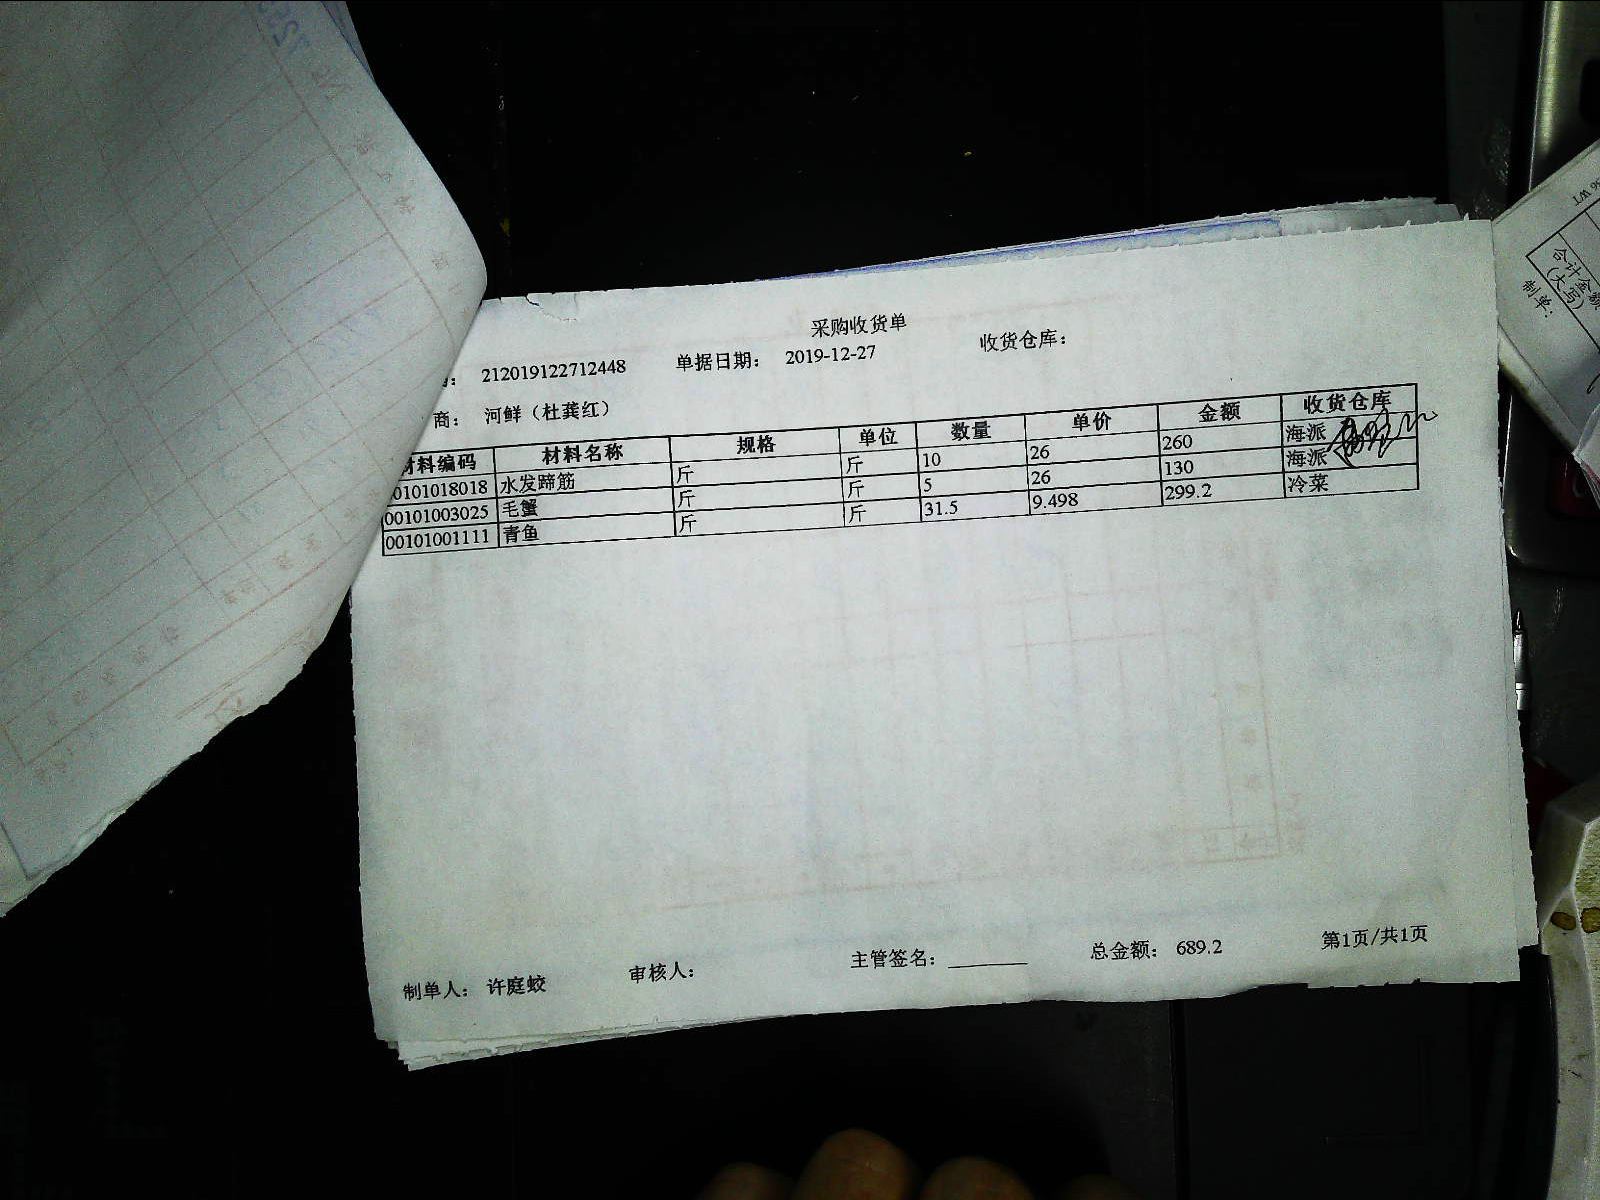 采购收货单
212019122712448 单据日期： 2019-12-27 收货仓库：
商： 河鲜（杜龚红）
材料编码 材料名称 规格 单位 数量 单价 金额 收货仓库
0101018018 水发蹄筋 斤 斤 10 26 260 海派
00101003025 毛蟹 斤 斤 5 26 130 海派
00101001111 青鱼 斤 斤 31.5 9.498 299.2 冷菜
制单人： 许庭蛟 审核人： 主管签名： 总金额： 689.2 第1页/共1页
合计金额
(大写)
制单：